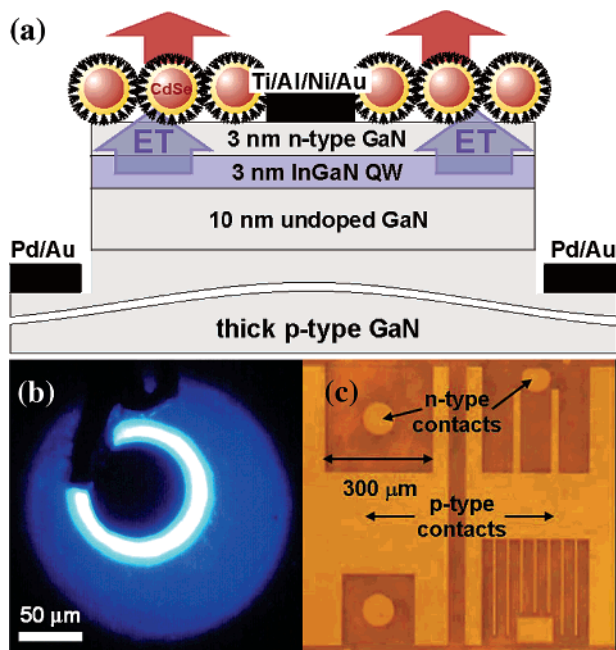 (a)
CdSe
Ti/Al/Ni/Au
ET
3 nm n-type GaN
ET
3 nm InGaN QW
10 nm undoped GaN
Pd/Au
Pd/Au
thick p-type GaN
(b)
50 μm
(c)
n-type
contacts
300 μm
p-type
contacts